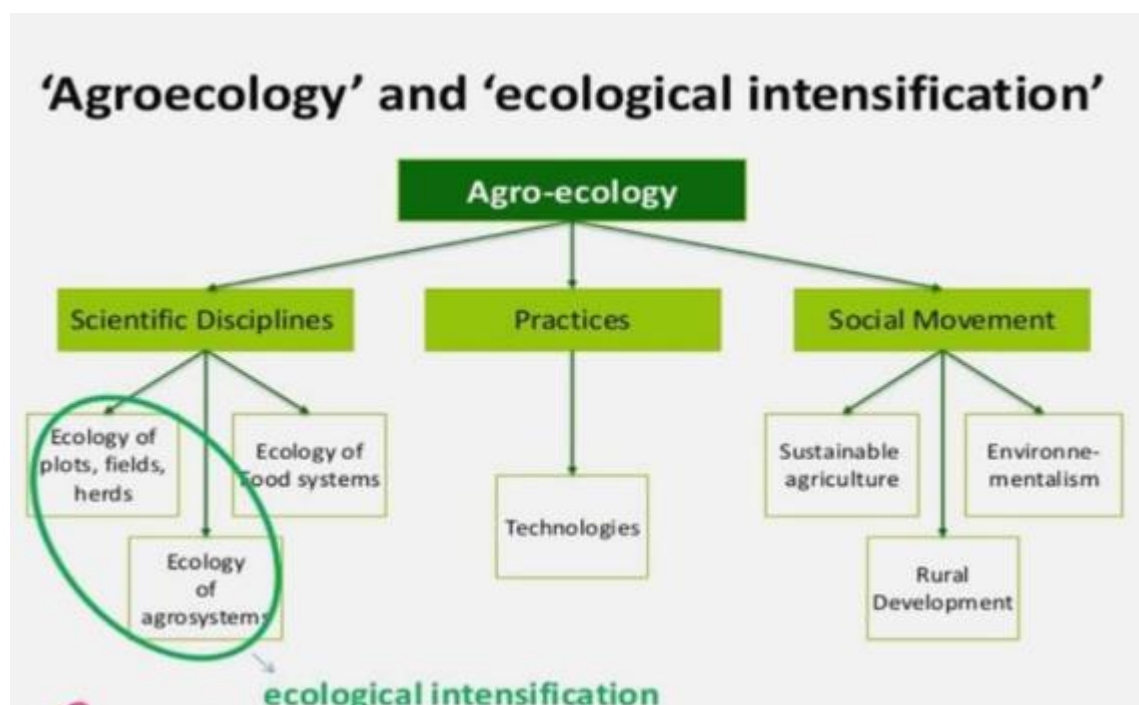 ‘Agroecology’ and ‘ecological intensification’
Agro-ecology
Scientific Disciplines
Practices
Social Movement
Ecology of
plots, fields,
herds
Ecology of
Food systems
Ecology
of
agrosystems
Technologies
Sustainable
agriculture
Environne-
mentalism
Rural
Development
ecological intensification